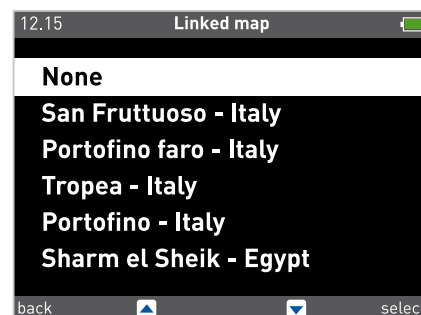 12.15 Linked map
None
San Fruttuoso - Italy
Portofino faro - Italy
Tropea - Italy
Portofino - Italy
Sharm el Sheik - Egypt
back select